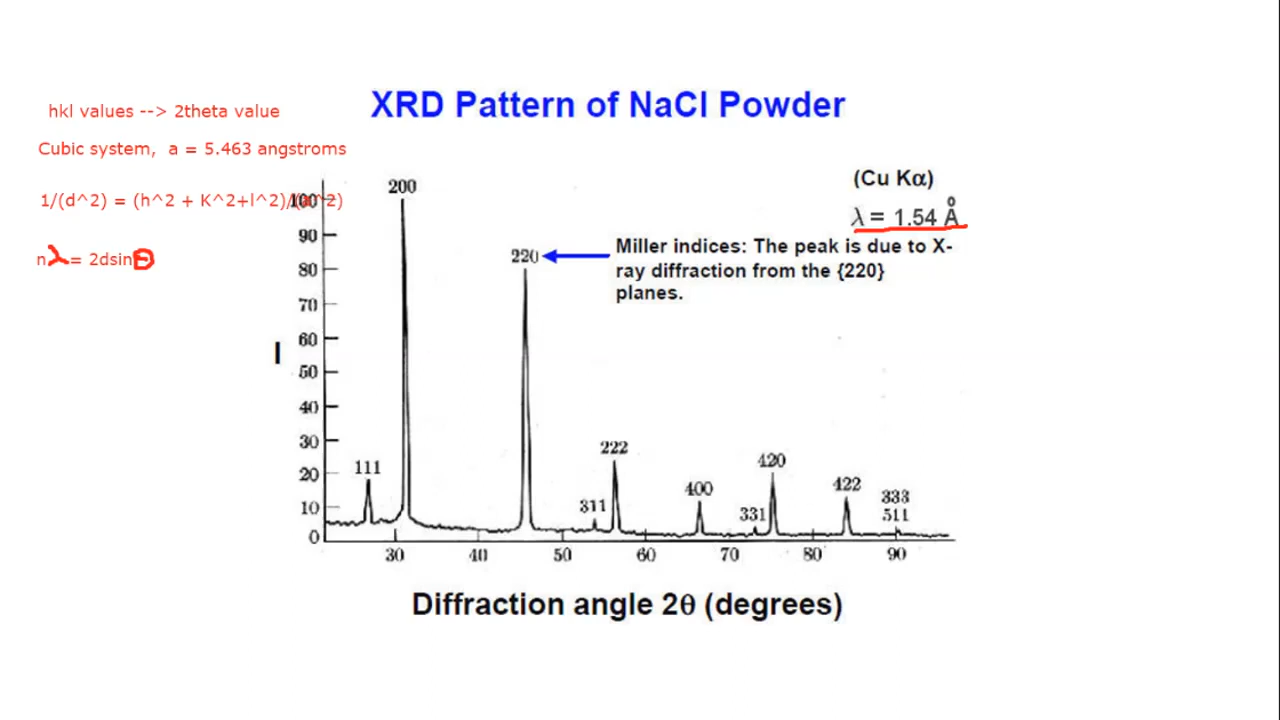 XRD Pattern of NaCl Powder
hkl values --> 2theta value
Cubic system, a = 5.463 angstroms
1/(d^2) = (h^2 + K^2+l^2)/(a^2)
nλ= 2dsinΘ
(Cu Kα)
λ = 1.54 Å
Miller indices: The peak is due to X-
ray diffraction from the {220}
planes.
200
220
111
311
222
400
331
420
422
333
511
100
90
80
70
60
50
40
30
20
10
0
I
30 40 50 60 70 80 90
Diffraction angle 2θ (degrees)